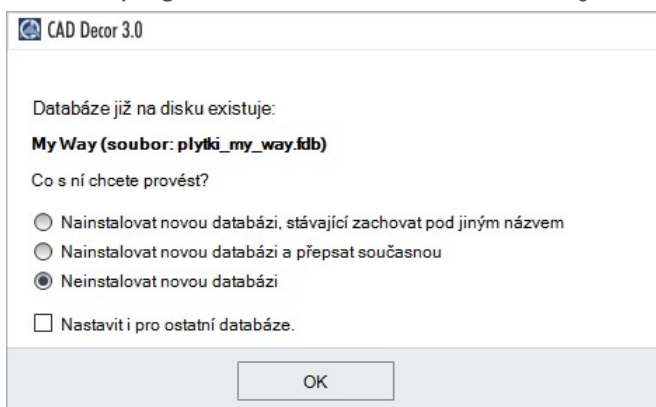 CAD Decor 3.0
Databáze již na disku existuje:
My Way (soubor: plytki_my_way.fdb)
Co s ní chcete provést?
Nainstalovat novou databázi, stávající zachovat pod jiným názvem
Nainstalovat novou databázi a přepsat současnou
Neinstalovat novou databázi
Nastavit i pro ostatní databáze.
OK